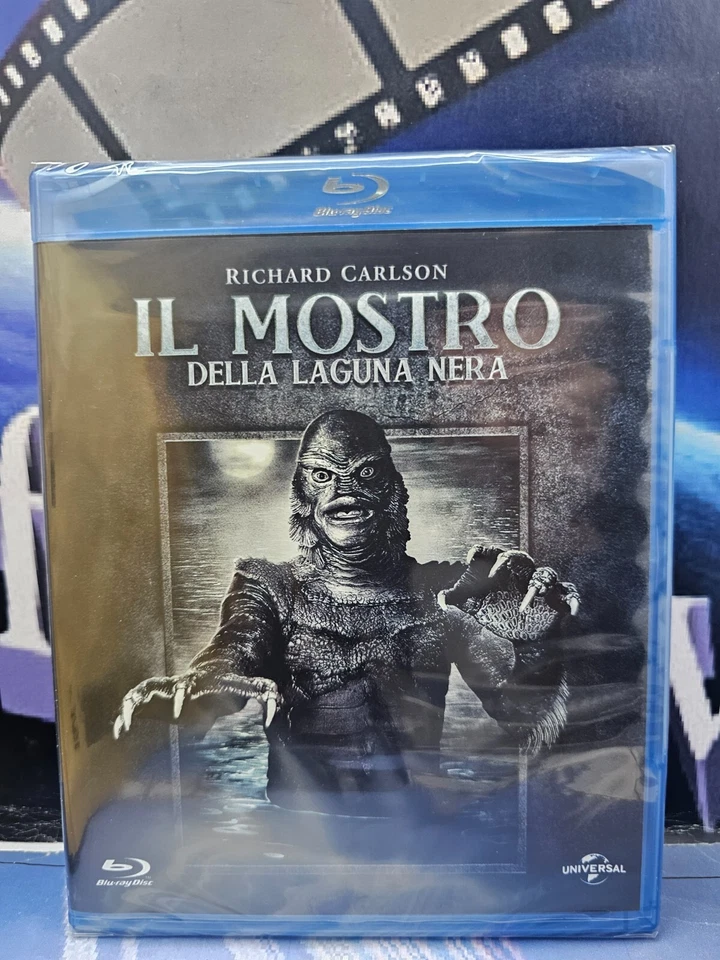 Blu-ray Disc
RICHARD CARLSON
IL MOSTRO
DELLA LAGUNA NERA
Blu-ray Disc
UNIVERSAL